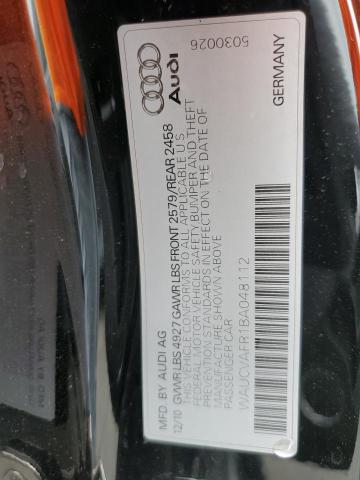 MFD. BY AUDI AG
12/10 GVWR LBS 4927 GAWR LBS FRONT 2579/REAR 2458
THIS VEHICLE CONFORMS TO ALL APPLICABLE U S
FEDERAL MOTOR VEHICLE SAFETY BUMPER AND THEFT
PREVENTION STANDARDS IN EFFECT ON THE DATE OF
MANUFACTURE SHOWN ABOVE
PASSENGER CAR
WAUCVAFR1BA048112
Audi
5030026
GERMANY